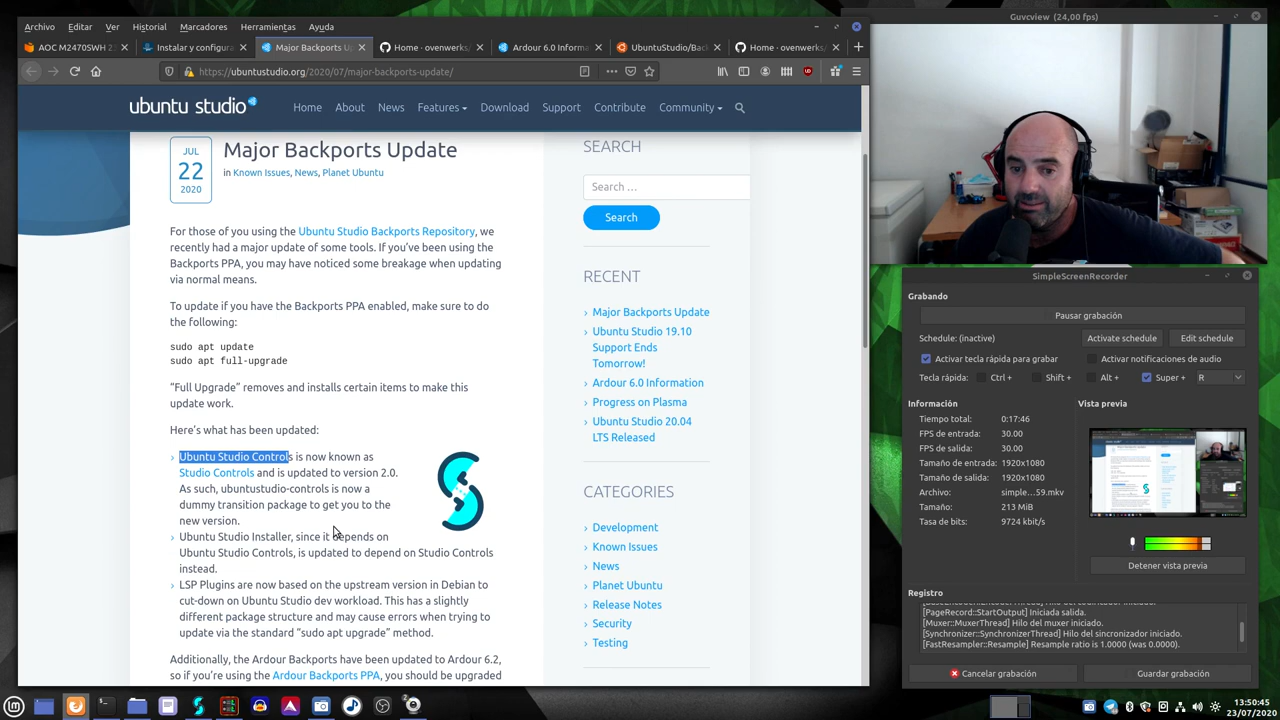 Archivo Editar Ver Historial Marcadores Herramientas Ayuda
AOC M2470SWH 2
Instalar y configura
Major Backports Up
Home · ovenwerks/
Ardour 6.0 Informa
UbuntuStudio/Back
Home · ovenwerks/
https://ubuntustudio.org/2020/07/major-backports-update/
ubuntu studio
Home About News Features Download Support Contribute Community
JUL
22
2020
Major Backports Update
in Known Issues, News, Planet Ubuntu
For those of you using the Ubuntu Studio Backports Repository, we
recently had a major update of some tools. If you’ve been using the
Backports PPA, you may have noticed some breakage when updating
via normal means.
To update if you have the Backports PPA enabled, make sure to do
the following:
sudo apt update
sudo apt full-upgrade
“Full Upgrade” removes and installs certain items to make this
update work.
Here’s what has been updated:
Ubuntu Studio Controls is now known as
Studio Controls and is updated to version 2.0.
As such, ubuntustudio-controls is now a
dummy transition package to get you to the
new version.
Ubuntu Studio Installer, since it depends on
Ubuntu Studio Controls, is updated to depend on Studio Controls
instead.
LSP Plugins are now based on the upstream version in Debian to
cut-down on Ubuntu Studio dev workload. This has a slightly
different package structure, and may cause errors when trying to
update via the standard “sudo apt upgrade” method.
Additionally, the Ardour Backports have been updated to Ardour 6.2,
so if you’re using the Ardour Backports PPA, you should be upgraded
SEARCH
Search …
Search
RECENT
Major Backports Update
Ubuntu Studio 19.10
Support Ends
Tomorrow!
Ardour 6.0 Information
Progress on Plasma
Ubuntu Studio 20.04
LTS Released
CATEGORIES
Development
Known Issues
News
Planet Ubuntu
Release Notes
Security
Testing
Guvcview (24,00 fps)
SimpleScreenRecorder
Grabando
Pausar grabación
Schedule: (inactive) Activate schedule Edit schedule
Activar tecla rápida para grabar Activar notificaciones de audio
Tecla rápida: Ctrl + Shift + Alt + Super + R
Información
Tiempo total: 0:17:46
FPS de entrada: 30.00
FPS de salida: 30.00
Tamaño de entrada: 1920x1080
Tamaño de salida: 1920x1080
Archivo: simple...59.mkv
Tamaño: 213 MiB
Tasa de bits: 9724 kbit/s
Vista previa
Detener vista previa
Registro
[PageRecord::StartOutput] Iniciada salida.
[Muxer::MuxerThread] Hilo del muxer iniciado.
[Synchronizer::SynchronizerThread] Hilo del sincronizador iniciado.
[FastResampler::Resample] Resample ratio is 1.0000 (was 0.0000).
Cancelar grabación Guardar grabación
13:50:45
23/07/2020